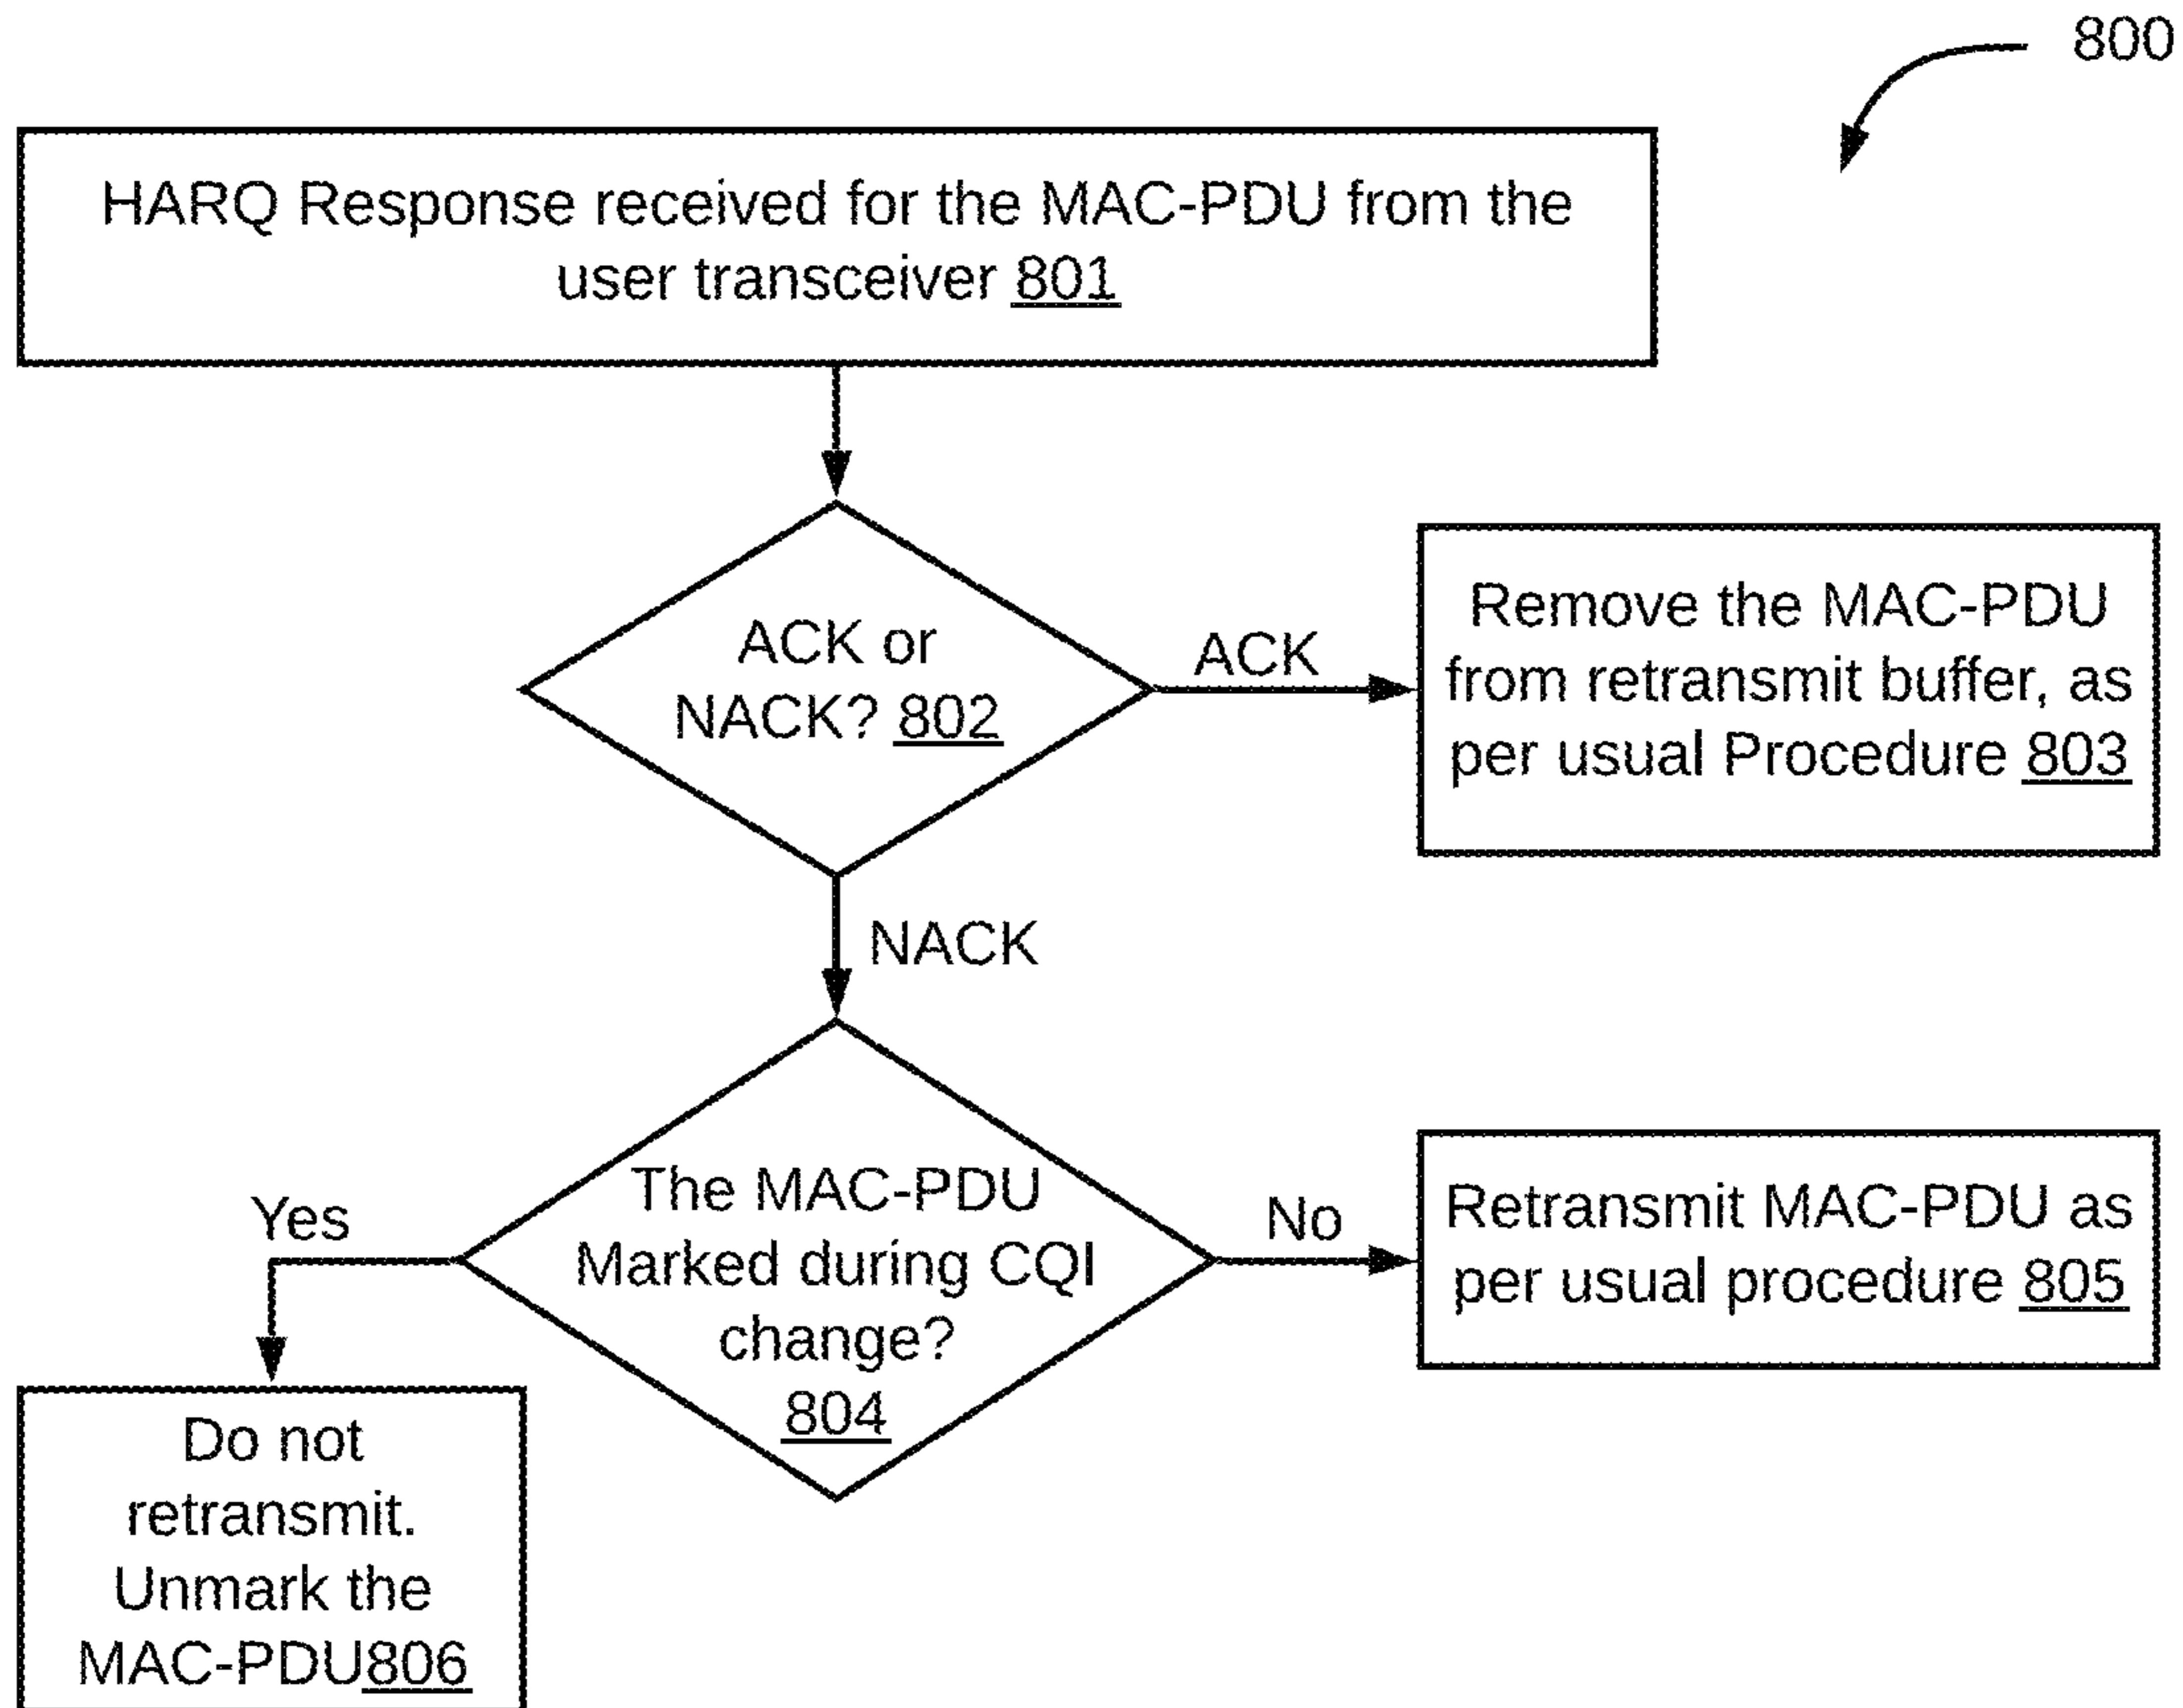 800
HARQ Response received for the MAC-PDU from the
user transceiver 801
ACK or
NACK? 802
ACK
Remove the MAC-PDU
from retransmit buffer, as
per usual Procedure 803
NACK
The MAC-PDU
Marked during CQI
change?
804
Yes
No
Retransmit MAC-PDU as
per usual procedure 805
Do not
retransmit.
Unmark the
MAC-PDU806